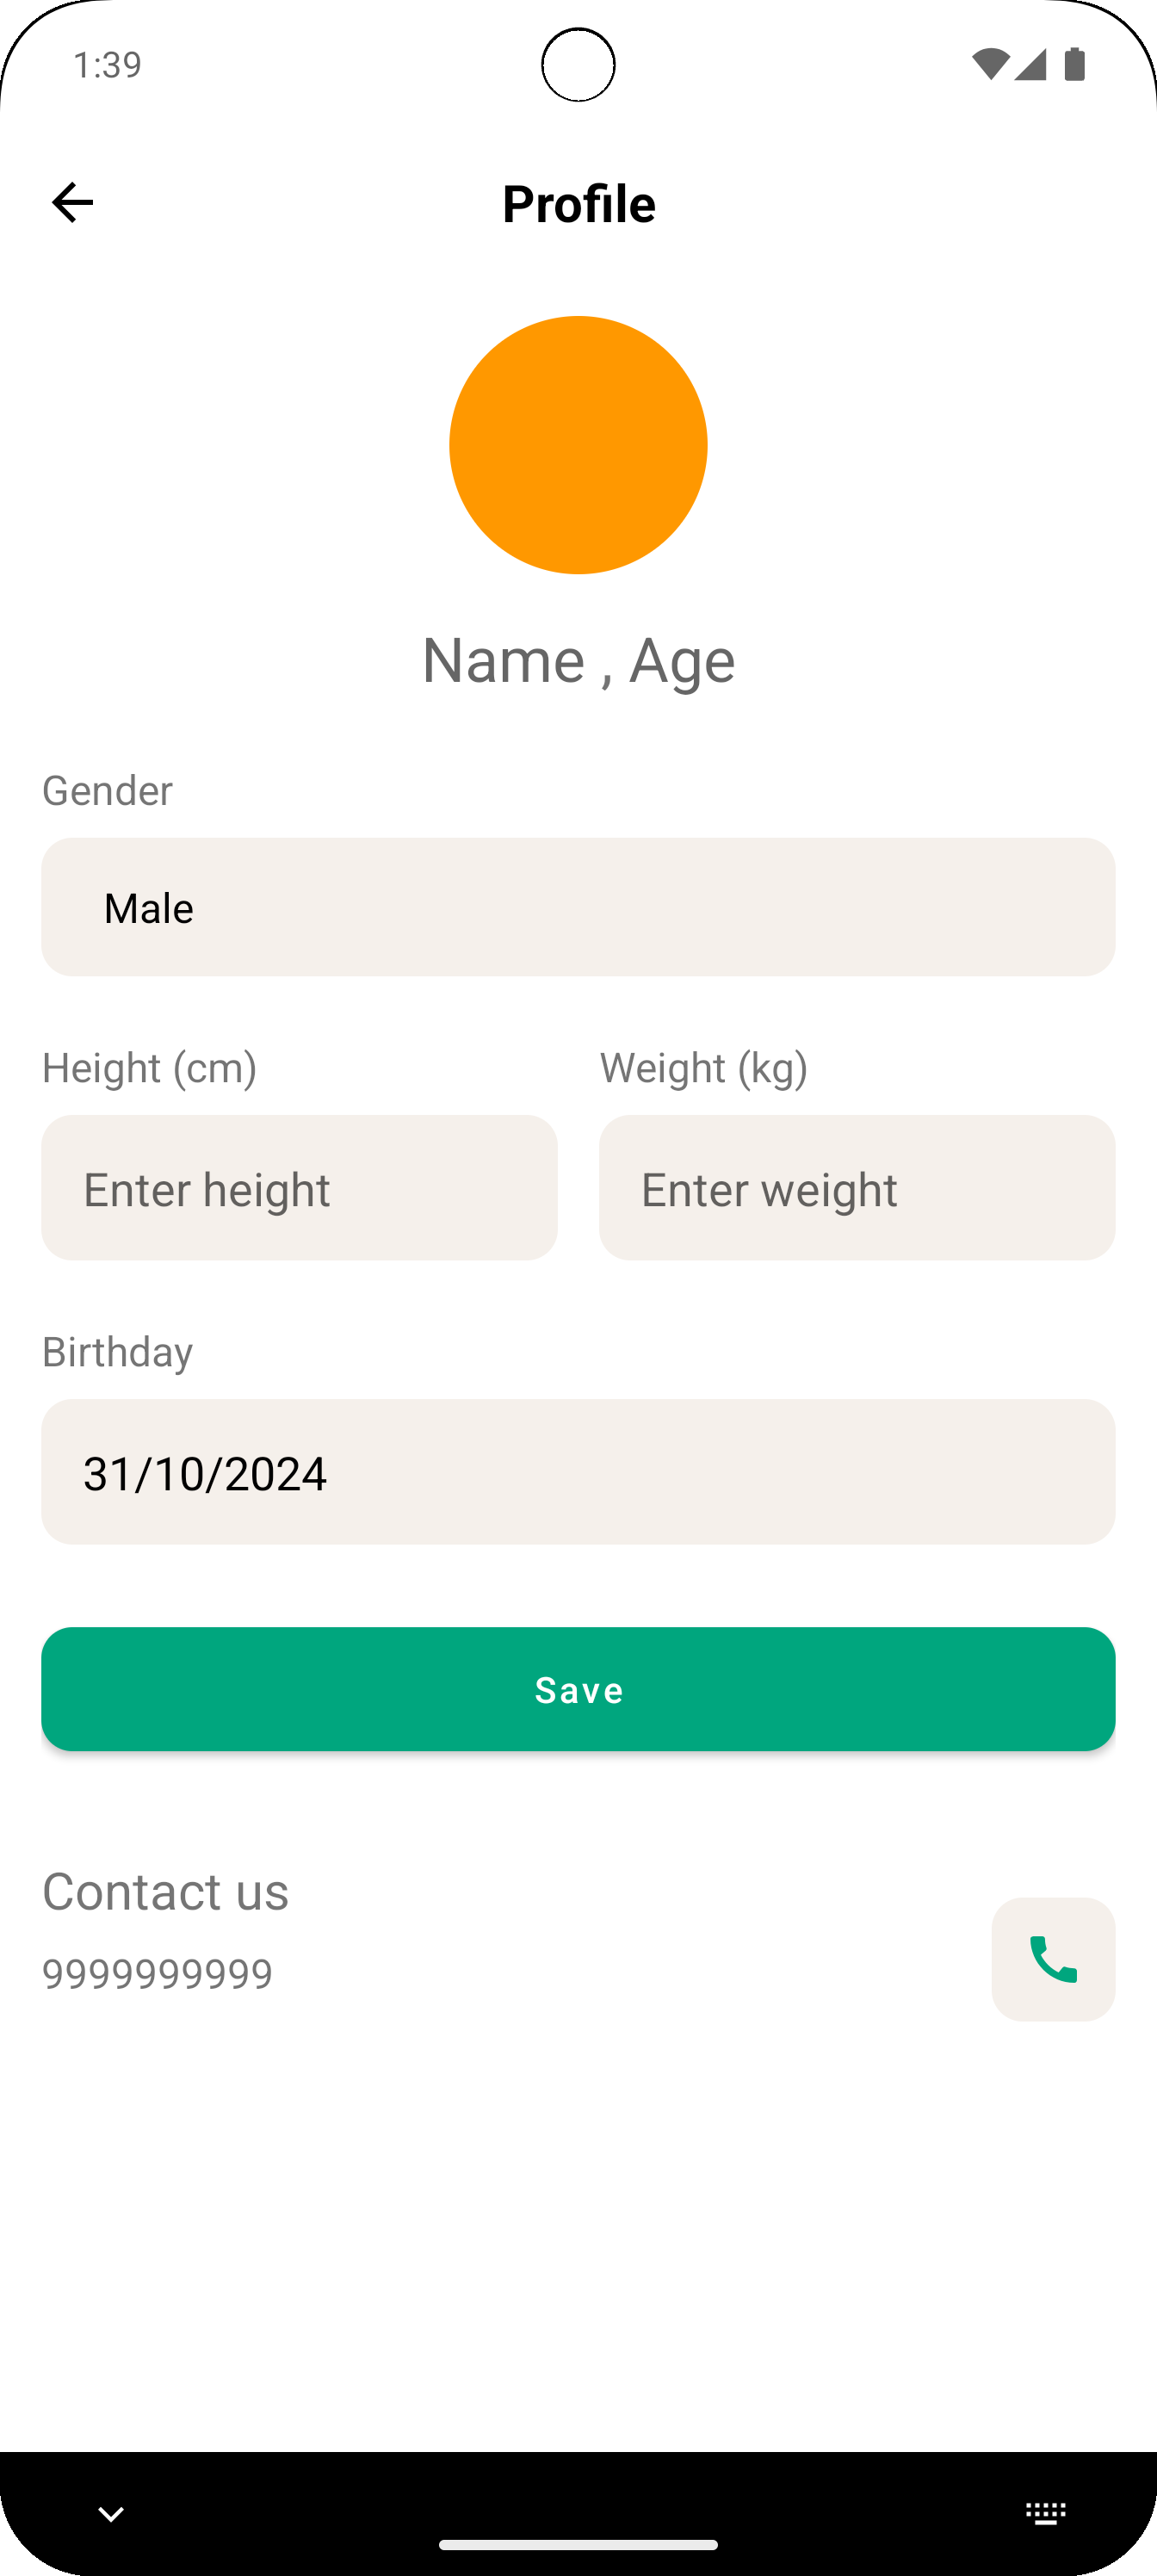 1:39
Profile
Name , Age
Gender
Male
Height (cm) Weight (kg)
Enter height Enter weight
Birthday
31/10/2024
Save
Contact us
9999999999